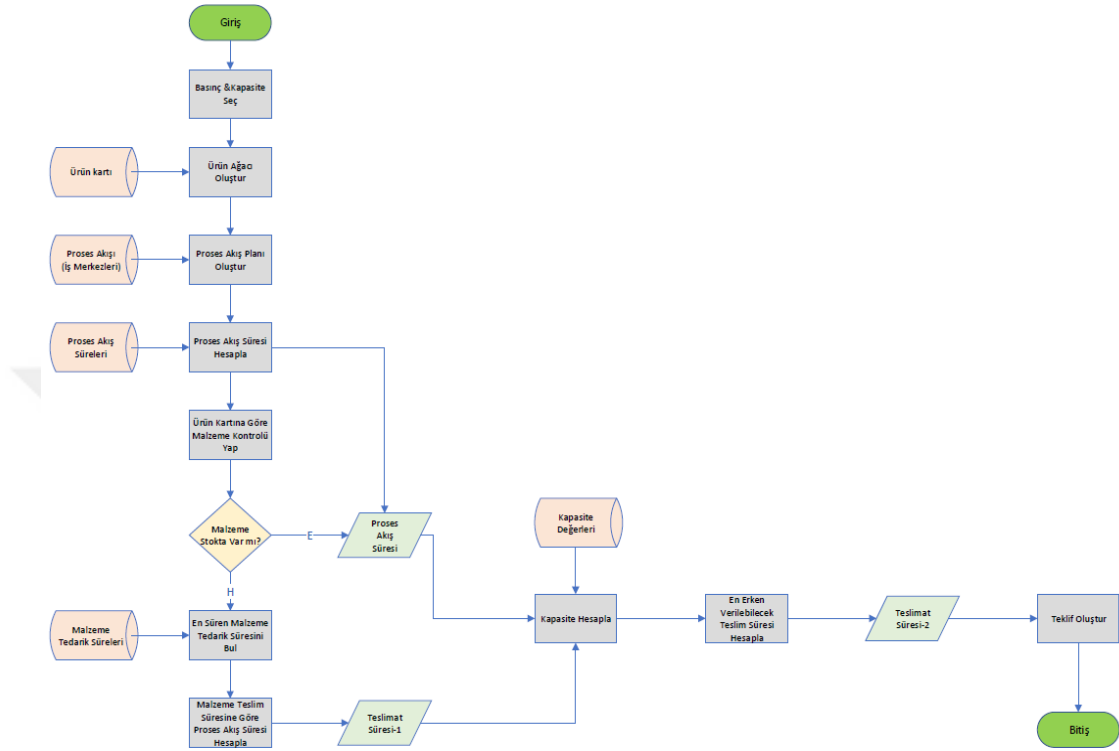 Giriş
Basınç &Kapasite
Seç
Ürün kartı
Ürün Ağacı
Oluştur
Proses Akışı
(İş Merkezleri)
Proses Akış Planı
Oluştur
Proses Akış
Süreleri
Proses Akış Süresi
Hesapla
Ürün Kartına Göre
Malzeme Kontrolü
Yap
Malzeme
Stokta Var mı?
E
Proses
Akış
Süresi
Kapasite
Değerleri
H
Malzeme
Tedarik Süreleri
En Süren Malzeme
Tedarik Süresini
Bul
Kapasite Hesapla
En Erken
Verilebilecek
Teslim Süresi
Hesapla
Teslimat
Süresi-2
Teklif Oluştur
Malzeme Teslim
Süresine Göre
Proses Akış Süresi
Hesapla
Teslimat
Süresi-1
Bitiş